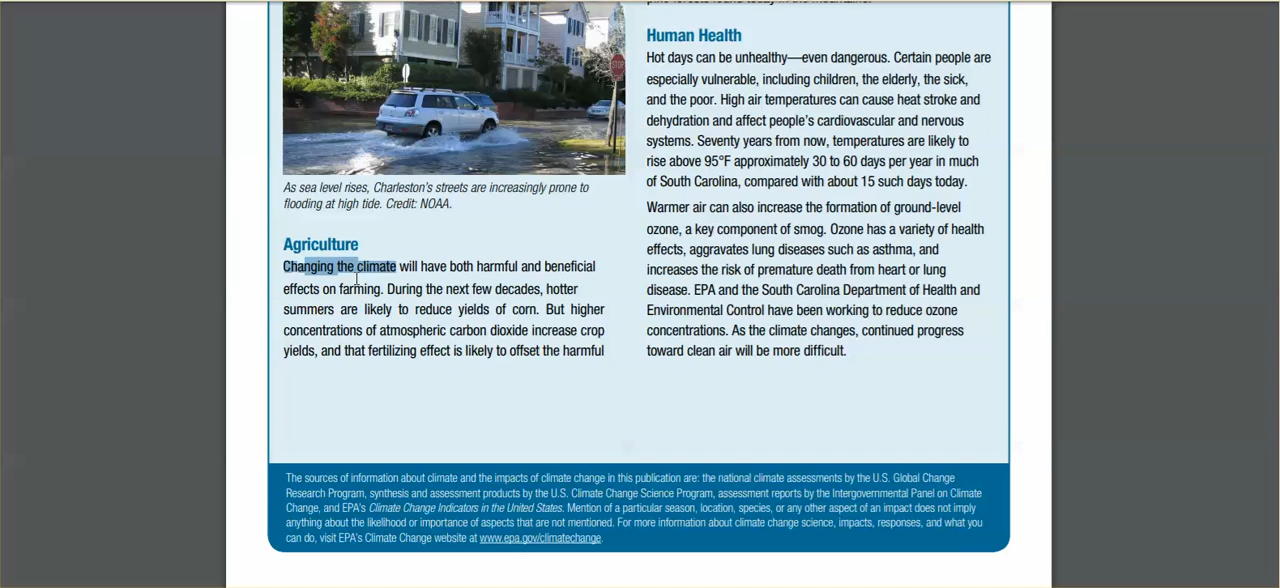 As sea level rises, Charleston's streets are increasingly prone to
flooding at high tide. Credit: NOAA.
Agriculture
Changing the climate will have both harmful and beneficial
effects on farming. During the next few decades, hotter
summers are likely to reduce yields of corn. But higher
concentrations of atmospheric carbon dioxide increase crop
yields, and that fertilizing effect is likely to offset the harmful
Human Health
Hot days can be unhealthy—even dangerous. Certain people are
especially vulnerable, including children, the elderly, the sick,
and the poor. High air temperatures can cause heat stroke and
dehydration and affect people's cardiovascular and nervous
systems. Seventy years from now, temperatures are likely to
rise above 95°F approximately 30 to 60 days per year in much
of South Carolina, compared with about 15 such days today.
Warmer air can also increase the formation of ground-level
ozone, a key component of smog. Ozone has a variety of health
effects, aggravates lung diseases such as asthma, and
increases the risk of premature death from heart or lung
disease. EPA and the South Carolina Department of Health and
Environmental Control have been working to reduce ozone
concentrations. As the climate changes, continued progress
toward clean air will be more difficult.
The sources of information about climate and the impacts of climate change in this publication are: the national climate assessments by the U.S. Global Change
Research Program, synthesis and assessment products by the U.S. Climate Change Science Program, assessment reports by the Intergovernmental Panel on Climate
Change, and EPA's Climate Change Indicators in the United States. Mention of a particular season, location, species, or any other aspect of an impact does not imply
anything about the likelihood or importance of aspects that are not mentioned. For more information about climate change science, impacts, responses, and what you
can do, visit EPA's Climate Change website at www.epa.gov/climatechange.
STOP